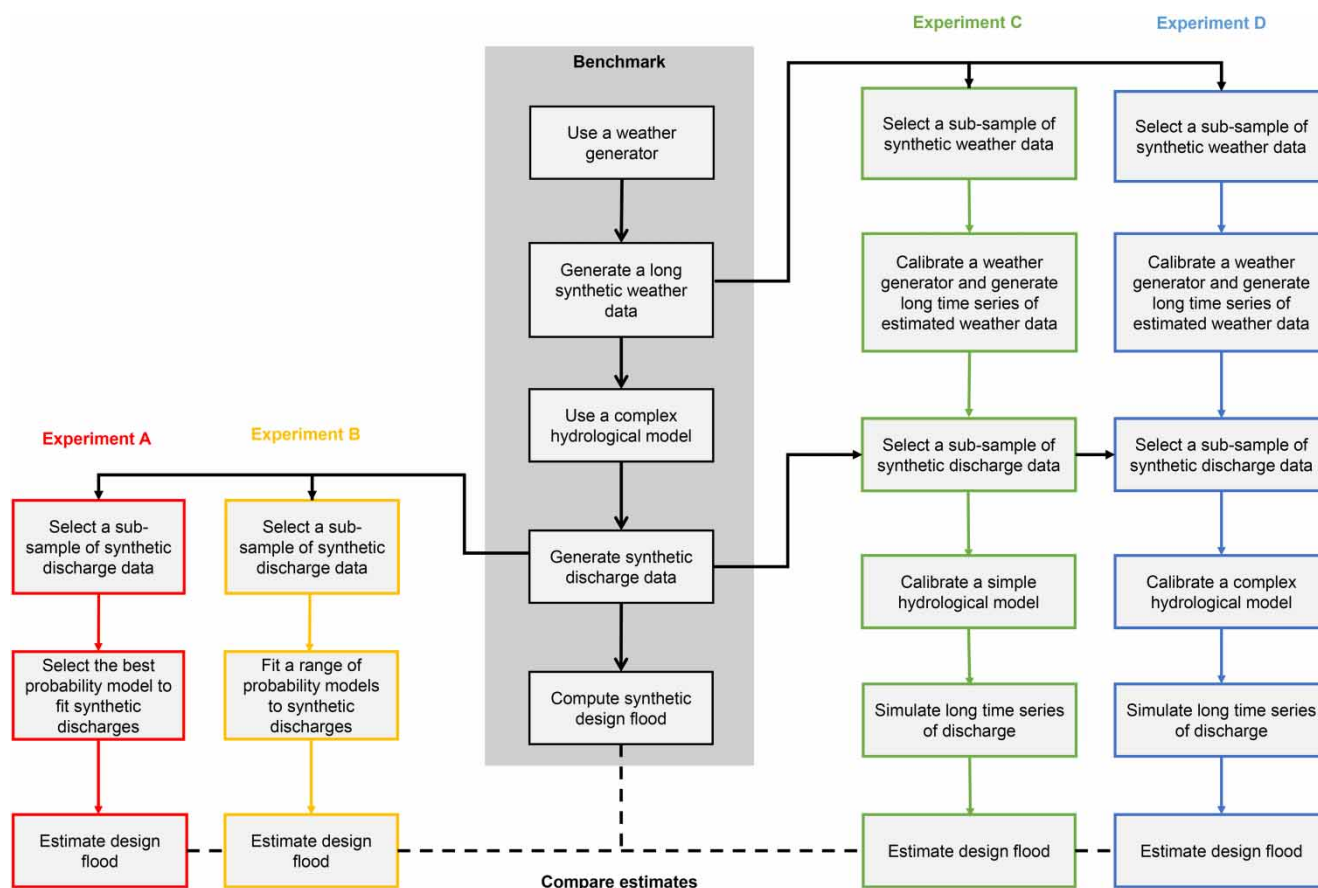 Experiment C
Experiment D
Benchmark
Use a weather
generator
Generate a long
synthetic weather
data
Use a complex
hydrological model
Generate synthetic
discharge data
Compute synthetic
design flood
Experiment A
Select a sub-
sample of synthetic
discharge data
Select the best
probability model to
fit synthetic
discharges
Estimate design
flood
Experiment B
Select a sub-
sample of synthetic
discharge data
Fit a range of
probability models
to synthetic
discharges
Estimate design
flood
Select a sub-sample of
synthetic weather data
Calibrate a weather
generator and generate
long time series of
estimated weather data
Select a sub-sample of
synthetic discharge data
Calibrate a simple
hydrological model
Simulate long time series
of discharge
Estimate design flood
Select a sub-sample of
synthetic weather data
Calibrate a weather
generator and generate
long time series of
estimated weather data
Select a sub-sample of
synthetic discharge data
Calibrate a complex
hydrological model
Simulate long time series
of discharge
Estimate design flood
Compare estimates